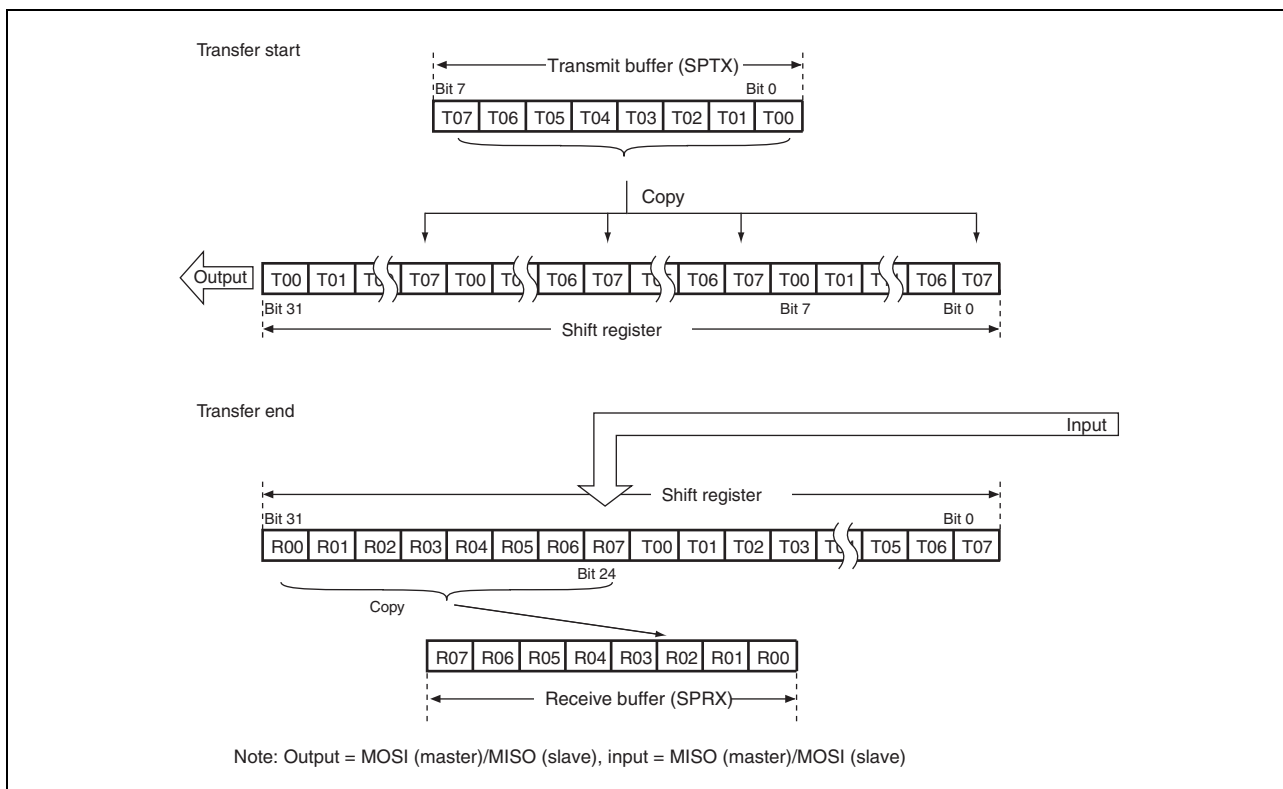 Transfer start
Transmit buffer (SPTX)
Bit 7 Bit 0
T07 T06 T05 T04 T03 T02 T01 T00
Copy
Output T00 T01 T07 T00 T06 T07 T06 T07 T00 T01 T06 T07
Bit 31 Bit 7 Bit 0
Shift register
Transfer end
Input
Shift register
Bit 31 Bit 0
R00 R01 R02 R03 R04 R05 R06 R07 T00 T01 T02 T03 T05 T06 T07
Bit 24
Copy
R07 R06 R05 R04 R03 R02 R01 R00
Receive buffer (SPRX)
Note: Output = MOSI (master)/MISO (slave), input = MISO (master)/MOSI (slave)